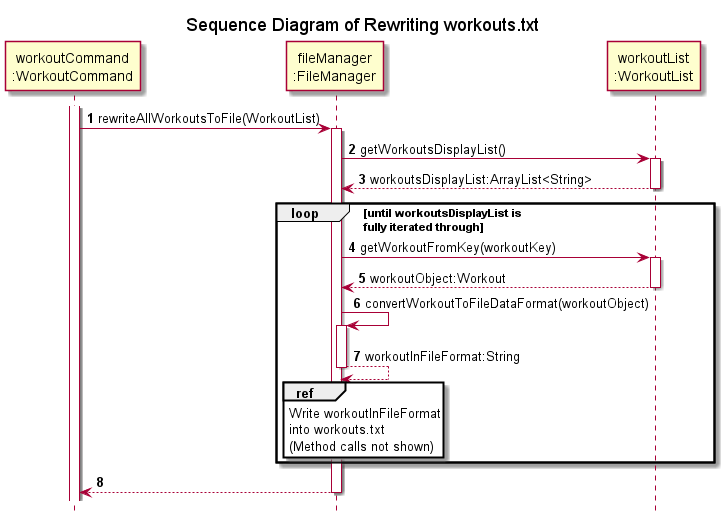 Sequence Diagram of Rewriting workouts.txt
workoutCommand
:WorkoutCommand
fileManager
:FileManager
workoutList
:WorkoutList
1 rewriteAllWorkoutsToFile(WorkoutList)
2 getWorkoutsDisplayList()
3 workoutsDisplayList:ArrayList<String>
loop
[until workoutsDisplayList is
fully iterated through]
4 getWorkoutFromKey(workoutKey)
5 workoutObject:Workout
6 convertWorkoutToFileDataFormat(workoutObject)
7 workoutInFileFormat:String
ref
Write workoutInFileFormat
into workouts.txt
(Method calls not shown)
8